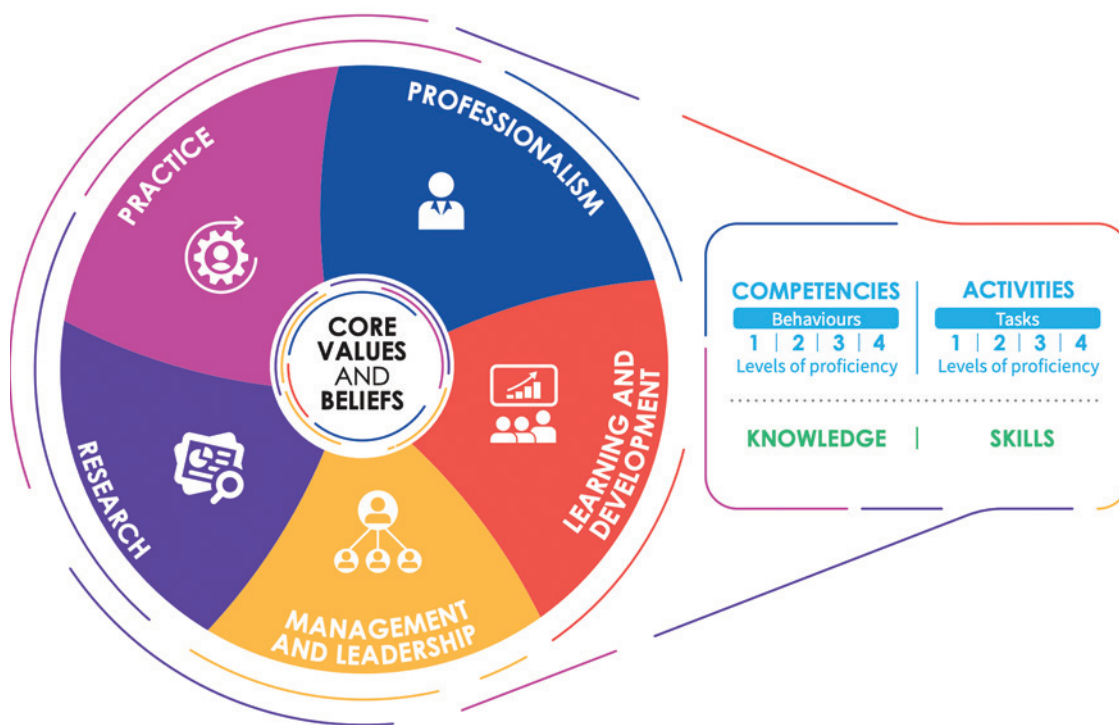 PRACTICE
PROFESSIONALISM
LEARNING AND
DEVELOPMENT
MANAGEMENT
AND LEADERSHIP
RESEARCH
CORE
VALUES
AND
BELIEFS
COMPETENCIES
Behaviours
1 | 2 | 3 | 4
Levels of proficiency
ACTIVITIES
Tasks
1 | 2 | 3 | 4
Levels of proficiency
KNOWLEDGE | SKILLS